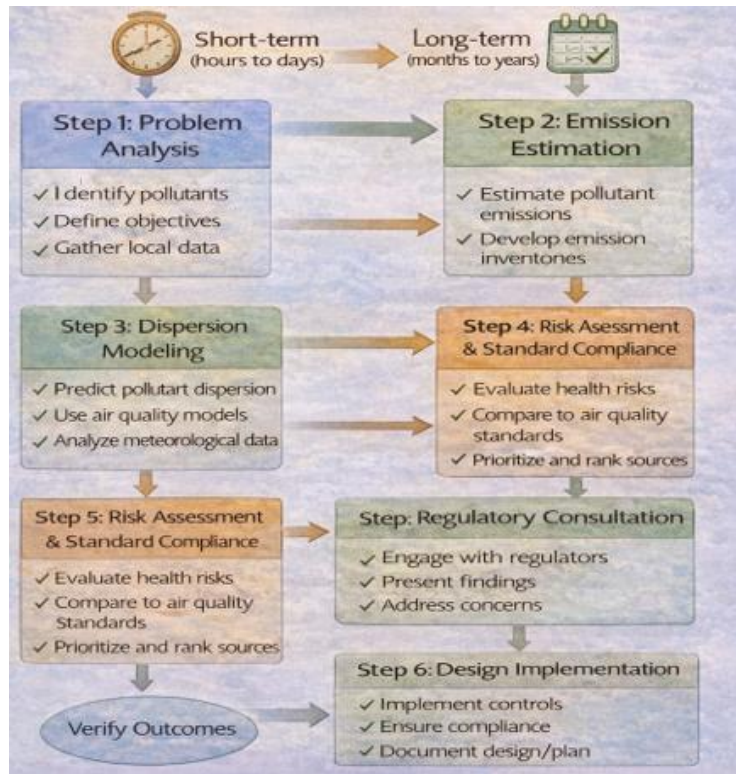 Short-term
(hours to days)
Long-term
(months to years)
Step 1: Problem
Analysis
✓ I dentify pollutants
✓ Define objectives
✓ Gather local data
Step 2: Emission
Estimation
✓ Estimate pollutant
emissions
✓ Develop emission
inventones
Step 3: Dispersion
Modeling
✓ Predict pollutart dispersion
✓ Use air quality models
✓ Analyze meteorological data
Step 4: Risk Asessment
& Standard Compliance
✓ Evaluate health risks
✓ Compare to air quality
standards
✓ Prioritize and rank sources
Step 5: Risk Assessment
& Standard Compliance
✓ Evaluate health risks
✓ Compare to air quality
Standards
✓ Prioritize and rank sources
Step: Regulatory Consultation
✓ Engage with regulators
✓ Present findings
✓ Address concerns
Step 6: Design Implementation
✓ Implement controls
✓ Ensure compliance
✓ Document design/plan
Verify Outcomes